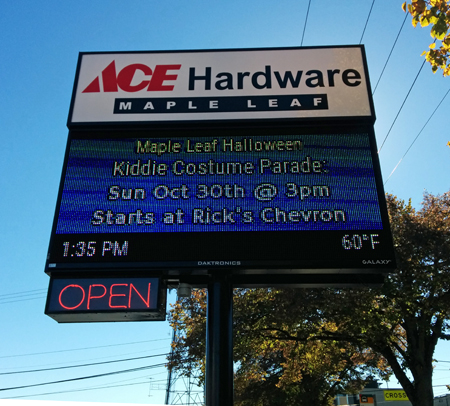 ACE Hardware
MAPLE LEAF
Maple Leaf Halloween
Kiddie Costume Parade:
Sun Oct 30th @ 3pm
Starts at Rick's Chevron
1:35 PM 60°F
DAKTRONICS GALAXY
OPEN
CROSS